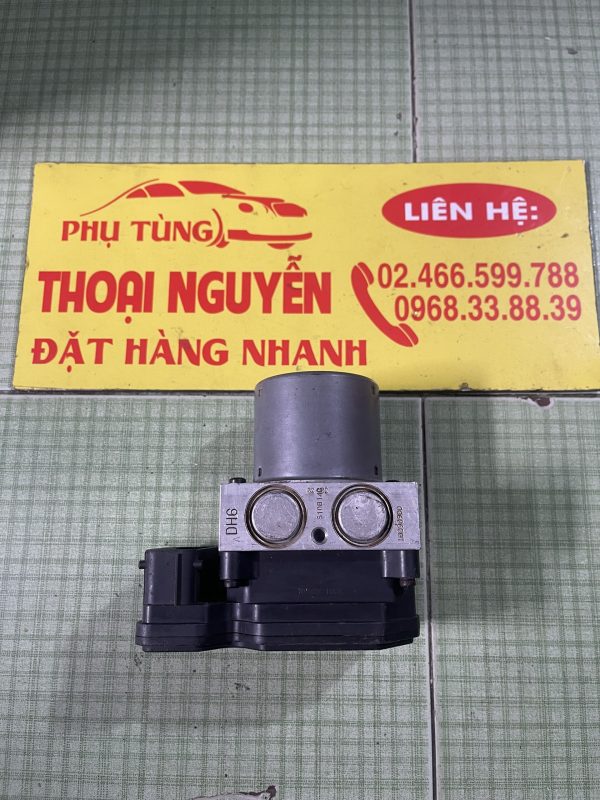 PHỤ TÙNG
LIÊN HỆ:
THOẠI NGUYỄN
02.466.599.788
0968.33.88.39
ĐẶT HÀNG NHANH
DH6